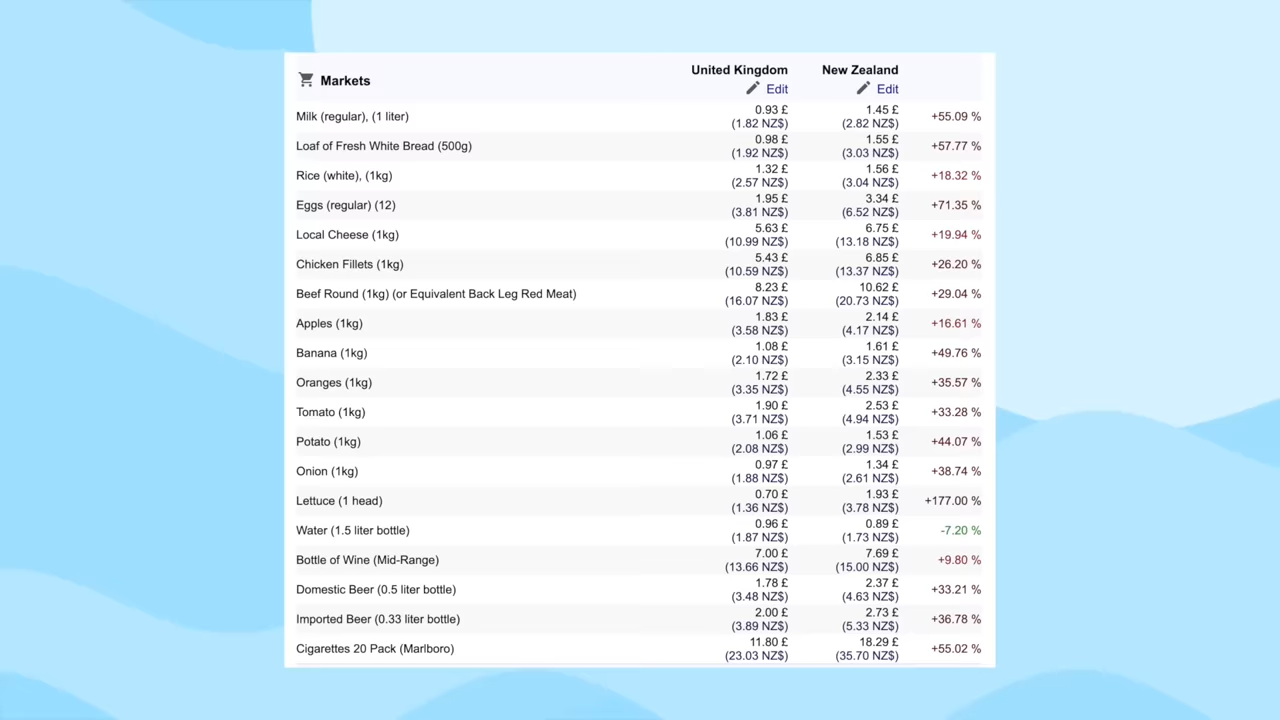 Markets United Kingdom New Zealand
Edit Edit
Milk (regular), (1 liter) 0.93 £ 1.45 £ +55.09 %
(1.82 NZ$) (2.82 NZ$)
Loaf of Fresh White Bread (500g) 0.98 £ 1.55 £ +57.77 %
(1.92 NZ$) (3.03 NZ$)
Rice (white), (1kg) 1.32 £ 1.56 £ +18.32 %
(2.57 NZ$) (3.04 NZ$)
Eggs (regular) (12) 1.95 £ 3.34 £ +71.35 %
(3.81 NZ$) (6.52 NZ$)
Local Cheese (1kg) 5.63 £ 6.75 £ +19.94 %
(10.99 NZ$) (13.18 NZ$)
Chicken Fillets (1kg) 5.43 £ 6.85 £ +26.20 %
(10.59 NZ$) (13.37 NZ$)
Beef Round (1kg) (or Equivalent Back Leg Red Meat) 8.23 £ 10.62 £ +29.04 %
(16.07 NZ$) (20.73 NZ$)
Apples (1kg) 1.83 £ 2.14 £ +16.61 %
(3.58 NZ$) (4.17 NZ$)
Banana (1kg) 1.08 £ 1.61 £ +49.76 %
(2.10 NZ$) (3.15 NZ$)
Oranges (1kg) 1.72 £ 2.33 £ +35.57 %
(3.35 NZ$) (4.55 NZ$)
Tomato (1kg) 1.90 £ 2.53 £ +33.28 %
(3.71 NZ$) (4.94 NZ$)
Potato (1kg) 1.06 £ 1.53 £ +44.07 %
(2.08 NZ$) (2.99 NZ$)
Onion (1kg) 0.97 £ 1.34 £ +38.74 %
(1.88 NZ$) (2.61 NZ$)
Lettuce (1 head) 0.70 £ 1.93 £ +177.00 %
(1.36 NZ$) (3.78 NZ$)
Water (1.5 liter bottle) 0.96 £ 0.89 £ -7.20 %
(1.87 NZ$) (1.73 NZ$)
Bottle of Wine (Mid-Range) 7.00 £ 7.69 £ +9.80 %
(13.66 NZ$) (15.00 NZ$)
Domestic Beer (0.5 liter bottle) 1.78 £ 2.37 £ +33.21 %
(3.48 NZ$) (4.63 NZ$)
Imported Beer (0.33 liter bottle) 2.00 £ 2.73 £ +36.78 %
(3.89 NZ$) (5.33 NZ$)
Cigarettes 20 Pack (Marlboro) 11.80 £ 18.29 £ +55.02 %
(23.03 NZ$) (35.70 NZ$)